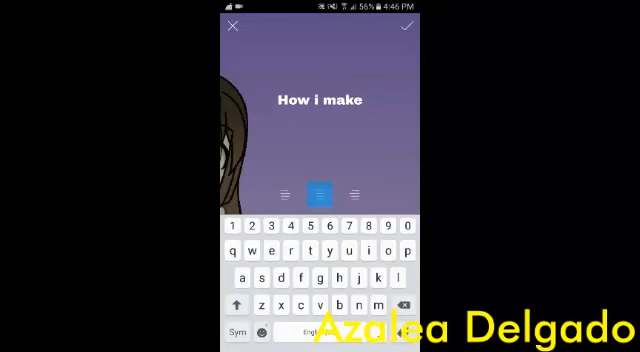 56% 4:46 PM
How i make
1 2 3 4 5 6 7 8 9 0
q w e r t y u i o p
a s d f g h j k l
z x c v b n m
Sym
Azalea Delgado